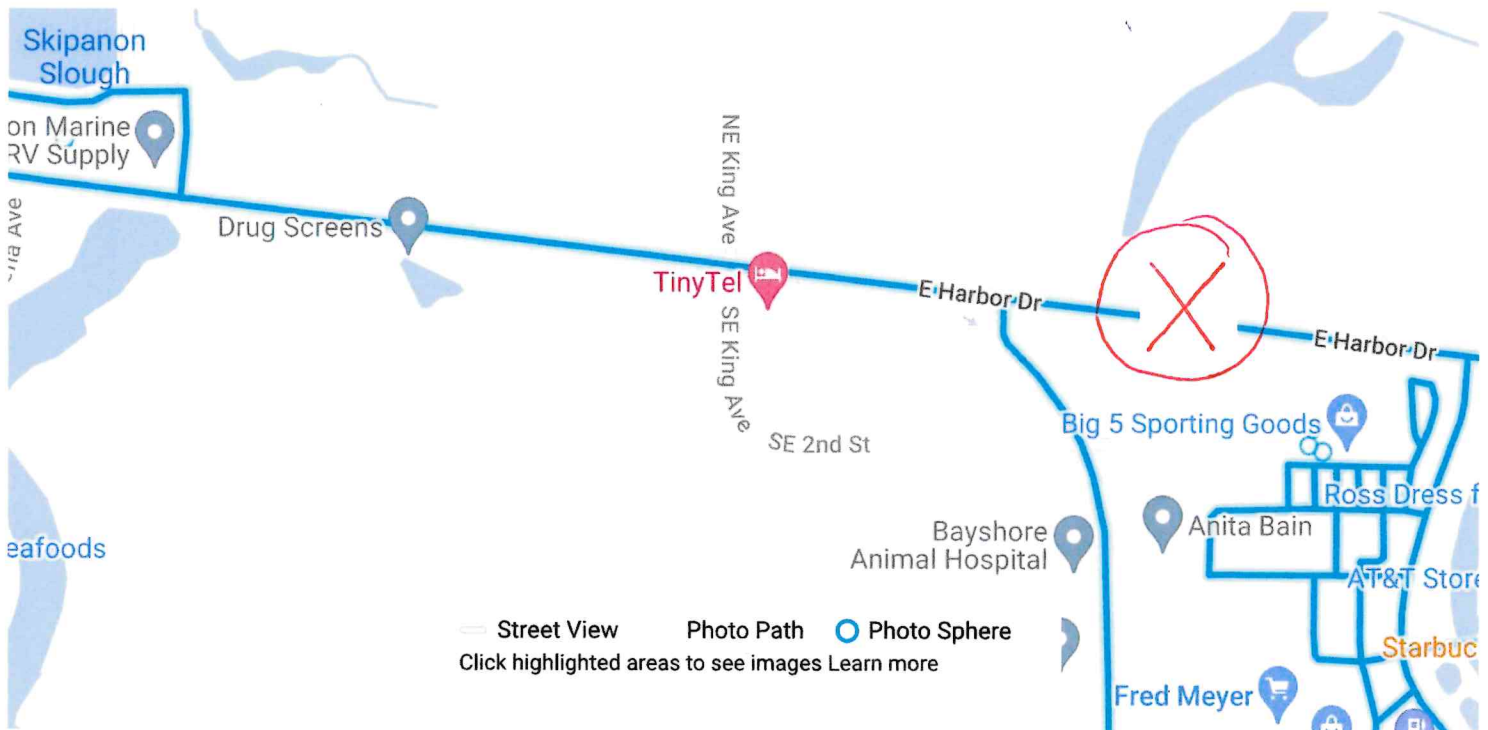 Skipanon
Slough
on Marine
RV Supply
NE King Ave
Drug Screens
TinyTel
E Harbor Dr
E Harbor Dr
SE King Ave
Big 5 Sporting Goods
SE 2nd St
Ross Dress f
Bayshore
Animal Hospital
Anita Bain
eafoods
AT&T Store
Street View
Photo Path
Photo Sphere
Click highlighted areas to see images Learn more
Starbuc
Fred Meyer